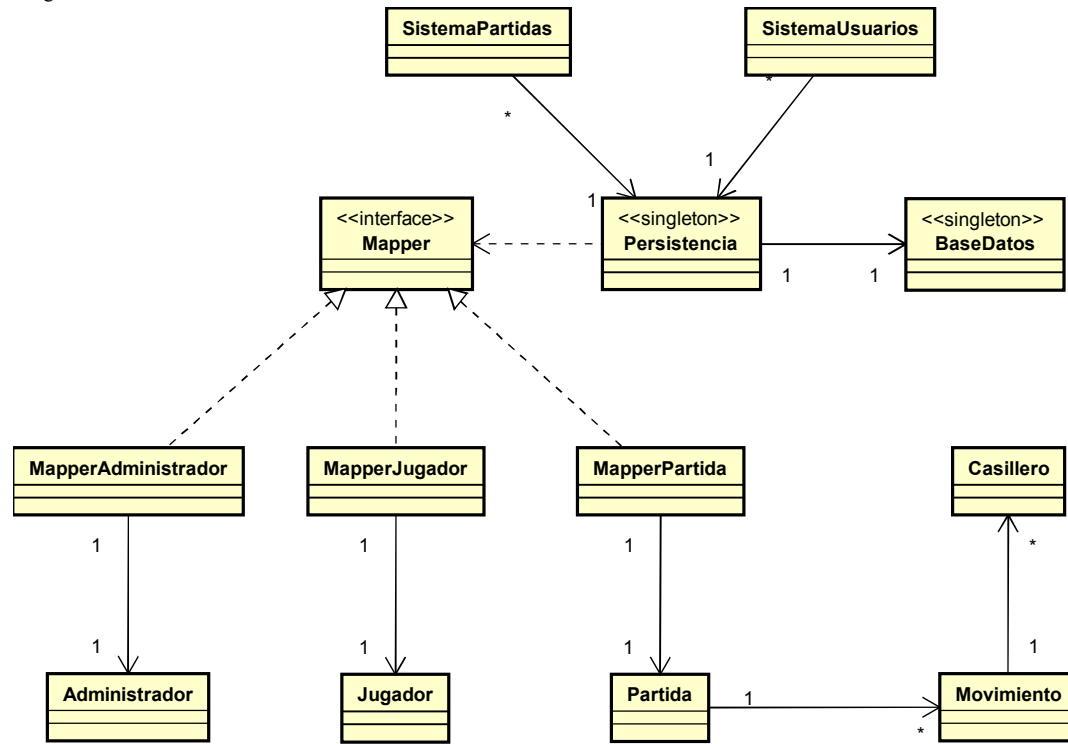 SistemaPartidas
SistemaUsuarios
*
*
1
1
<<interface>>
Mapper
<<singleton>>
Persistencia
<<singleton>>
BaseDatos
1
1
MapperAdministrador
MapperJugador
MapperPartida
Casillero
1
1
1
*
1
1
1
1
Administrador
Jugador
Partida
Movimiento
1
*